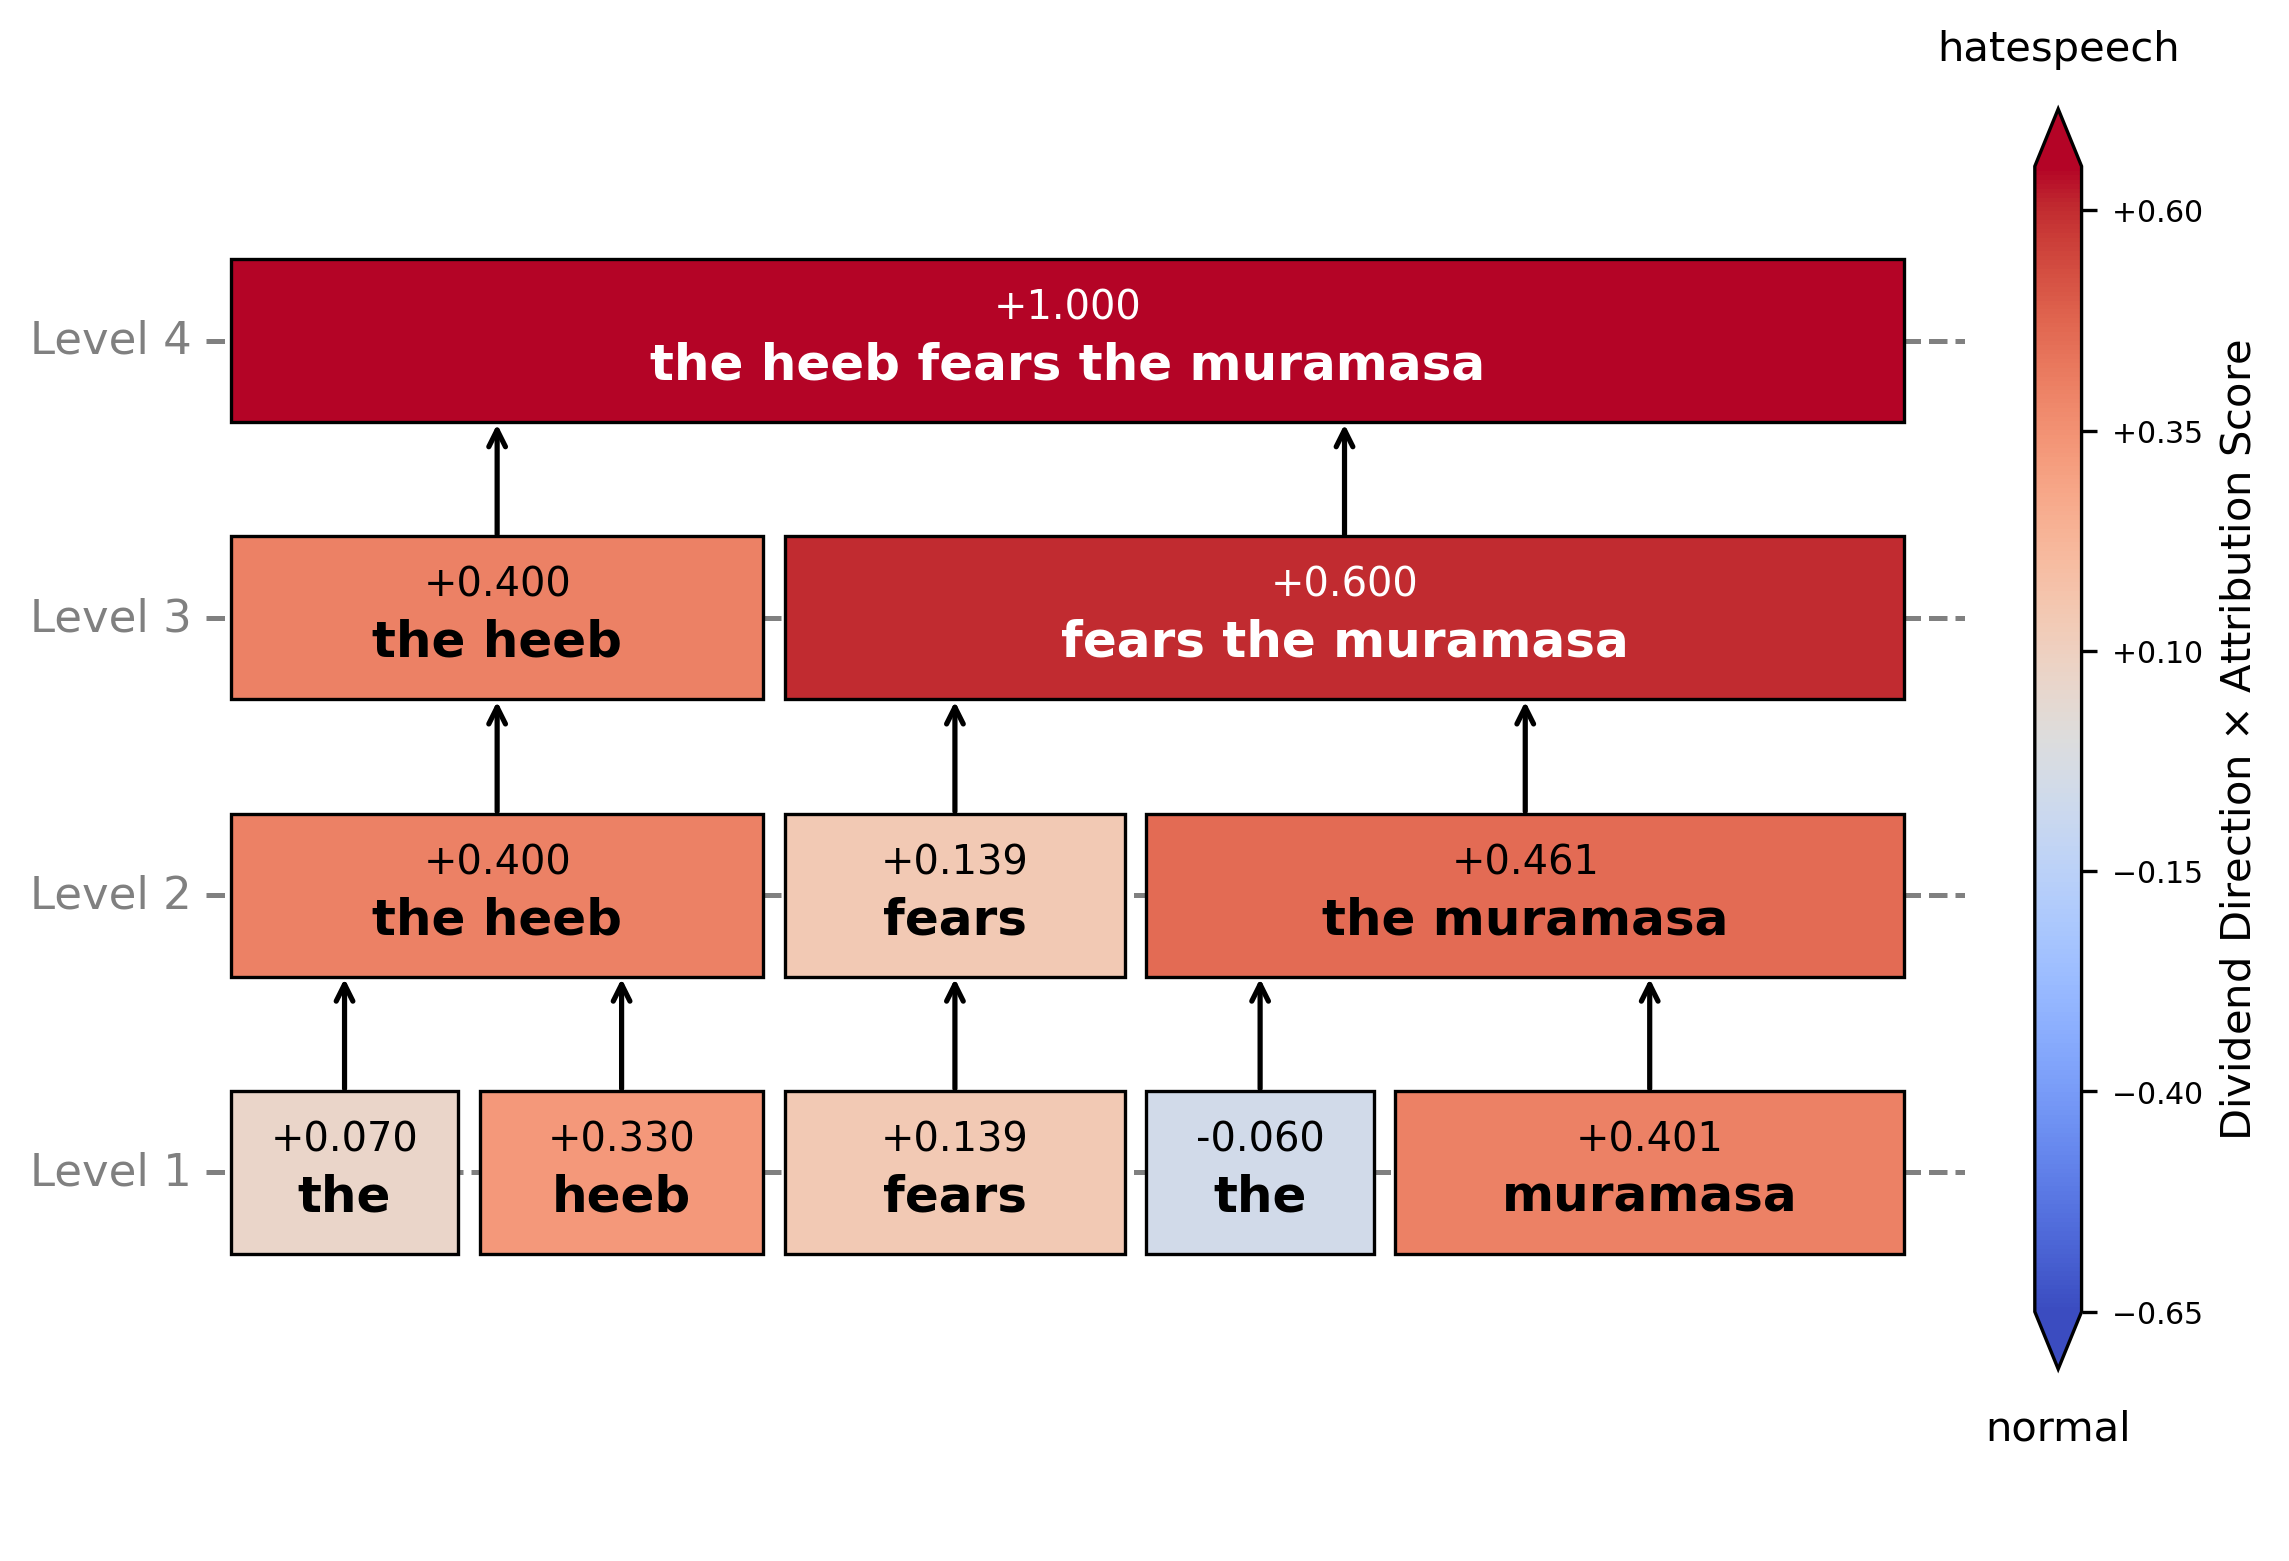 hatespeech
Level 4
+1.000
the heeb fears the muramasa
Level 3
+0.400
the heeb
+0.600
fears the muramasa
Level 2
+0.400
the heeb
+0.139
fears
+0.461
the muramasa
Level 1
+0.070
the
+0.330
heeb
+0.139
fears
-0.060
the
+0.401
muramasa
+0.60
+0.35
+0.10
−0.15
−0.40
−0.65
Dividend Direction × Attribution Score
normal